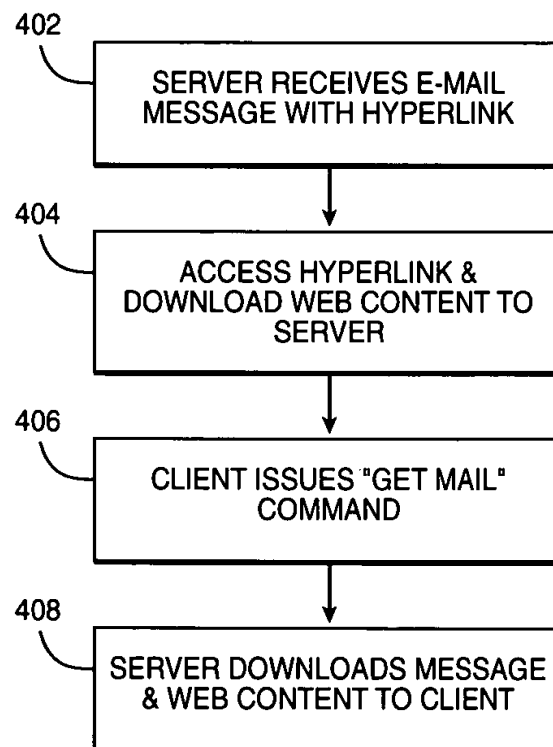 402
SERVER RECEIVES E-MAIL
MESSAGE WITH HYPERLINK
404
ACCESS HYPERLINK &
DOWNLOAD WEB CONTENT TO
SERVER
406
CLIENT ISSUES "GET MAIL"
COMMAND
408
SERVER DOWNLOADS MESSAGE
& WEB CONTENT TO CLIENT